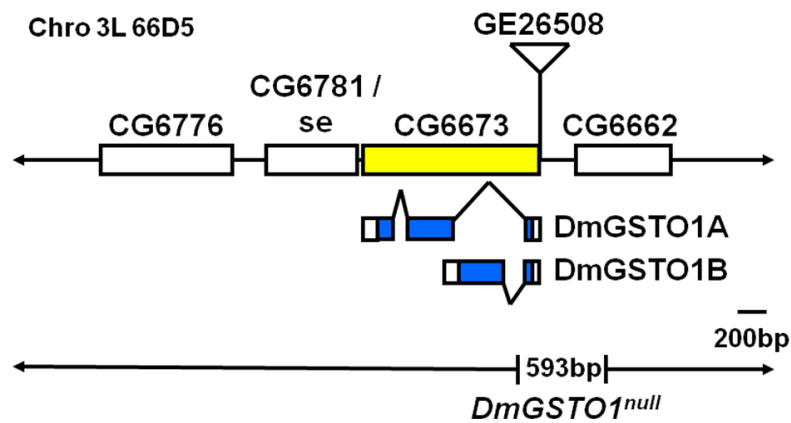 Chro 3L 66D5
GE26508
CG6781 /
se
CG6776
CG6673
CG6662
DmGSTO1A
DmGSTO1B
200bp
593bp
DmGSTO1null